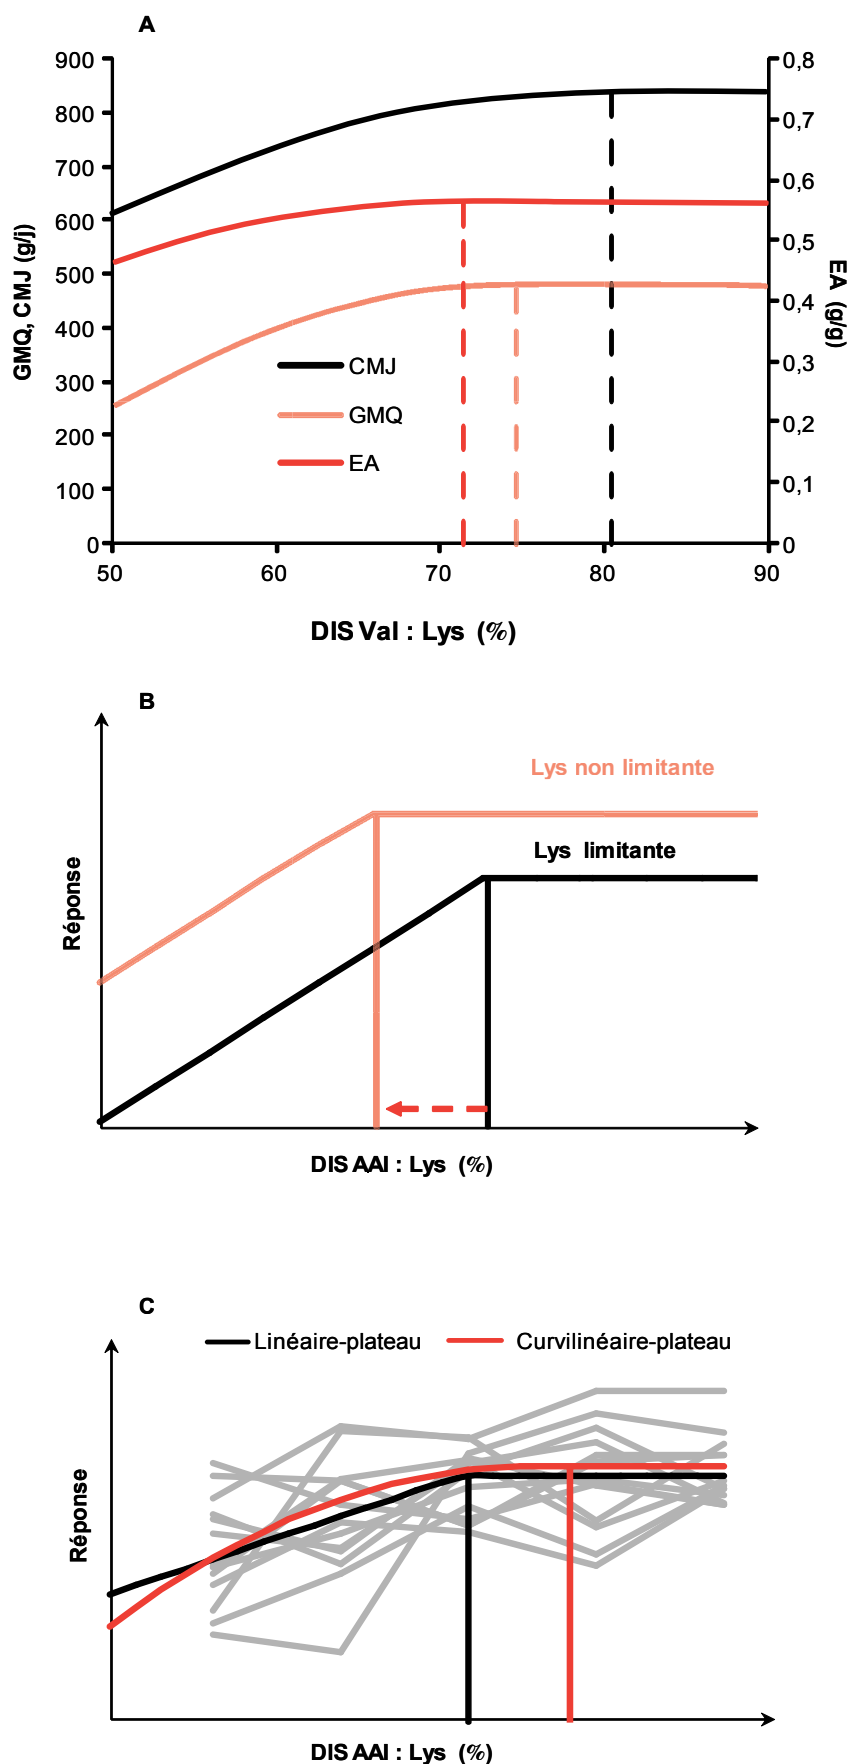 A
900
800
700
600
500
400
300
200
100
0
GMQ, CMJ (g/j)
0,8
0,7
0,6
0,5
0,4
0,3
0,2
0,1
0
EA (g/g)
CMJ
GMQ
EA
50 60 70 80 90
DIS Val : Lys (%)
B
Lys non limitante
Lys limitante
Réponse
DIS AAI : Lys (%)
C
Linéaire-plateau Curvilinéaire-plateau
Réponse
DIS AAI : Lys (%)